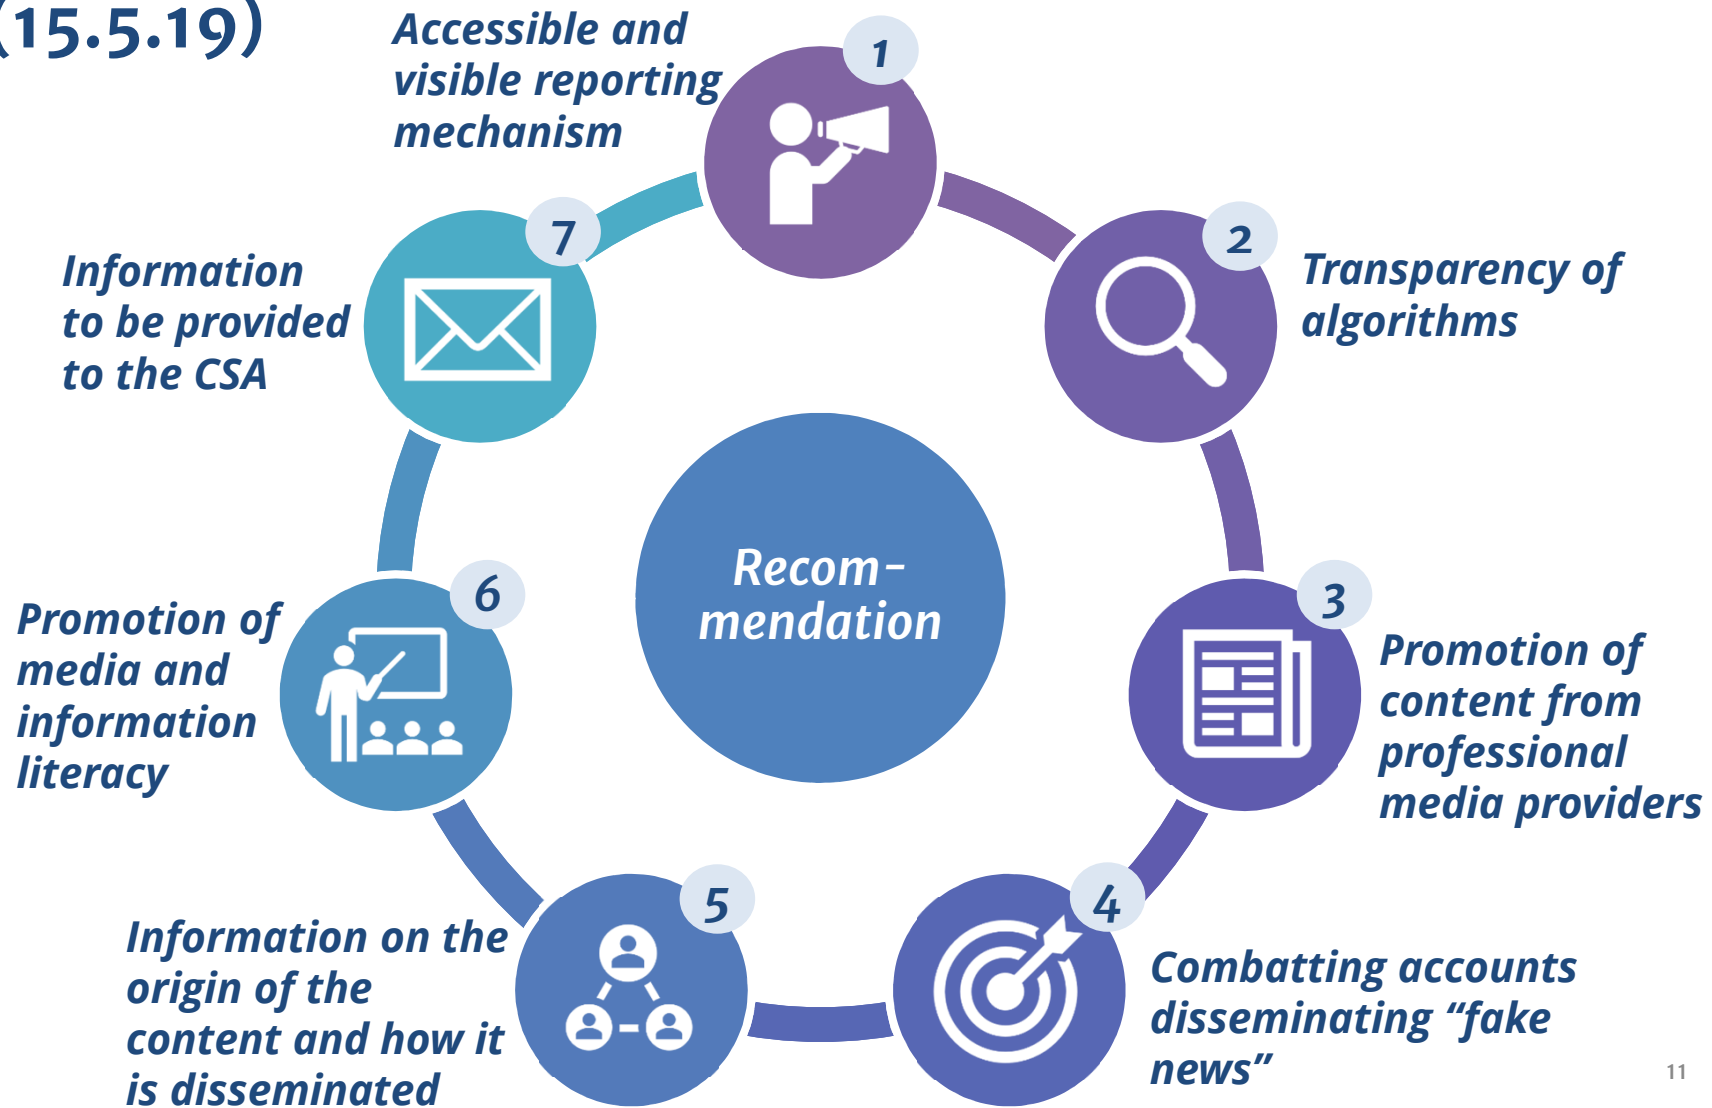 (15.5.19)
Accessible and
visible reporting
mechanism
1
2
Transparency of
algorithms
3
Promotion of
content from
professional
media providers
4
Combatting accounts
disseminating “fake
news”
5
Information on the
origin of the
content and how it
is disseminated
6
Promotion of
media and
information
literacy
7
Information
to be provided
to the CSA
Recom–
mendation
11